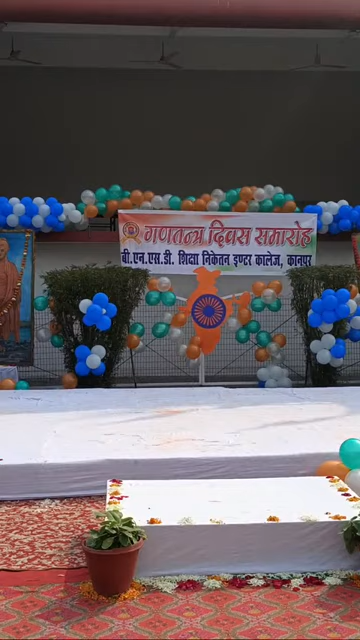 गणतन्त्र दिवस समारोह
बी.एन.एस.डी. शिक्षा निकेतन इण्टर कालेज, कानपुर